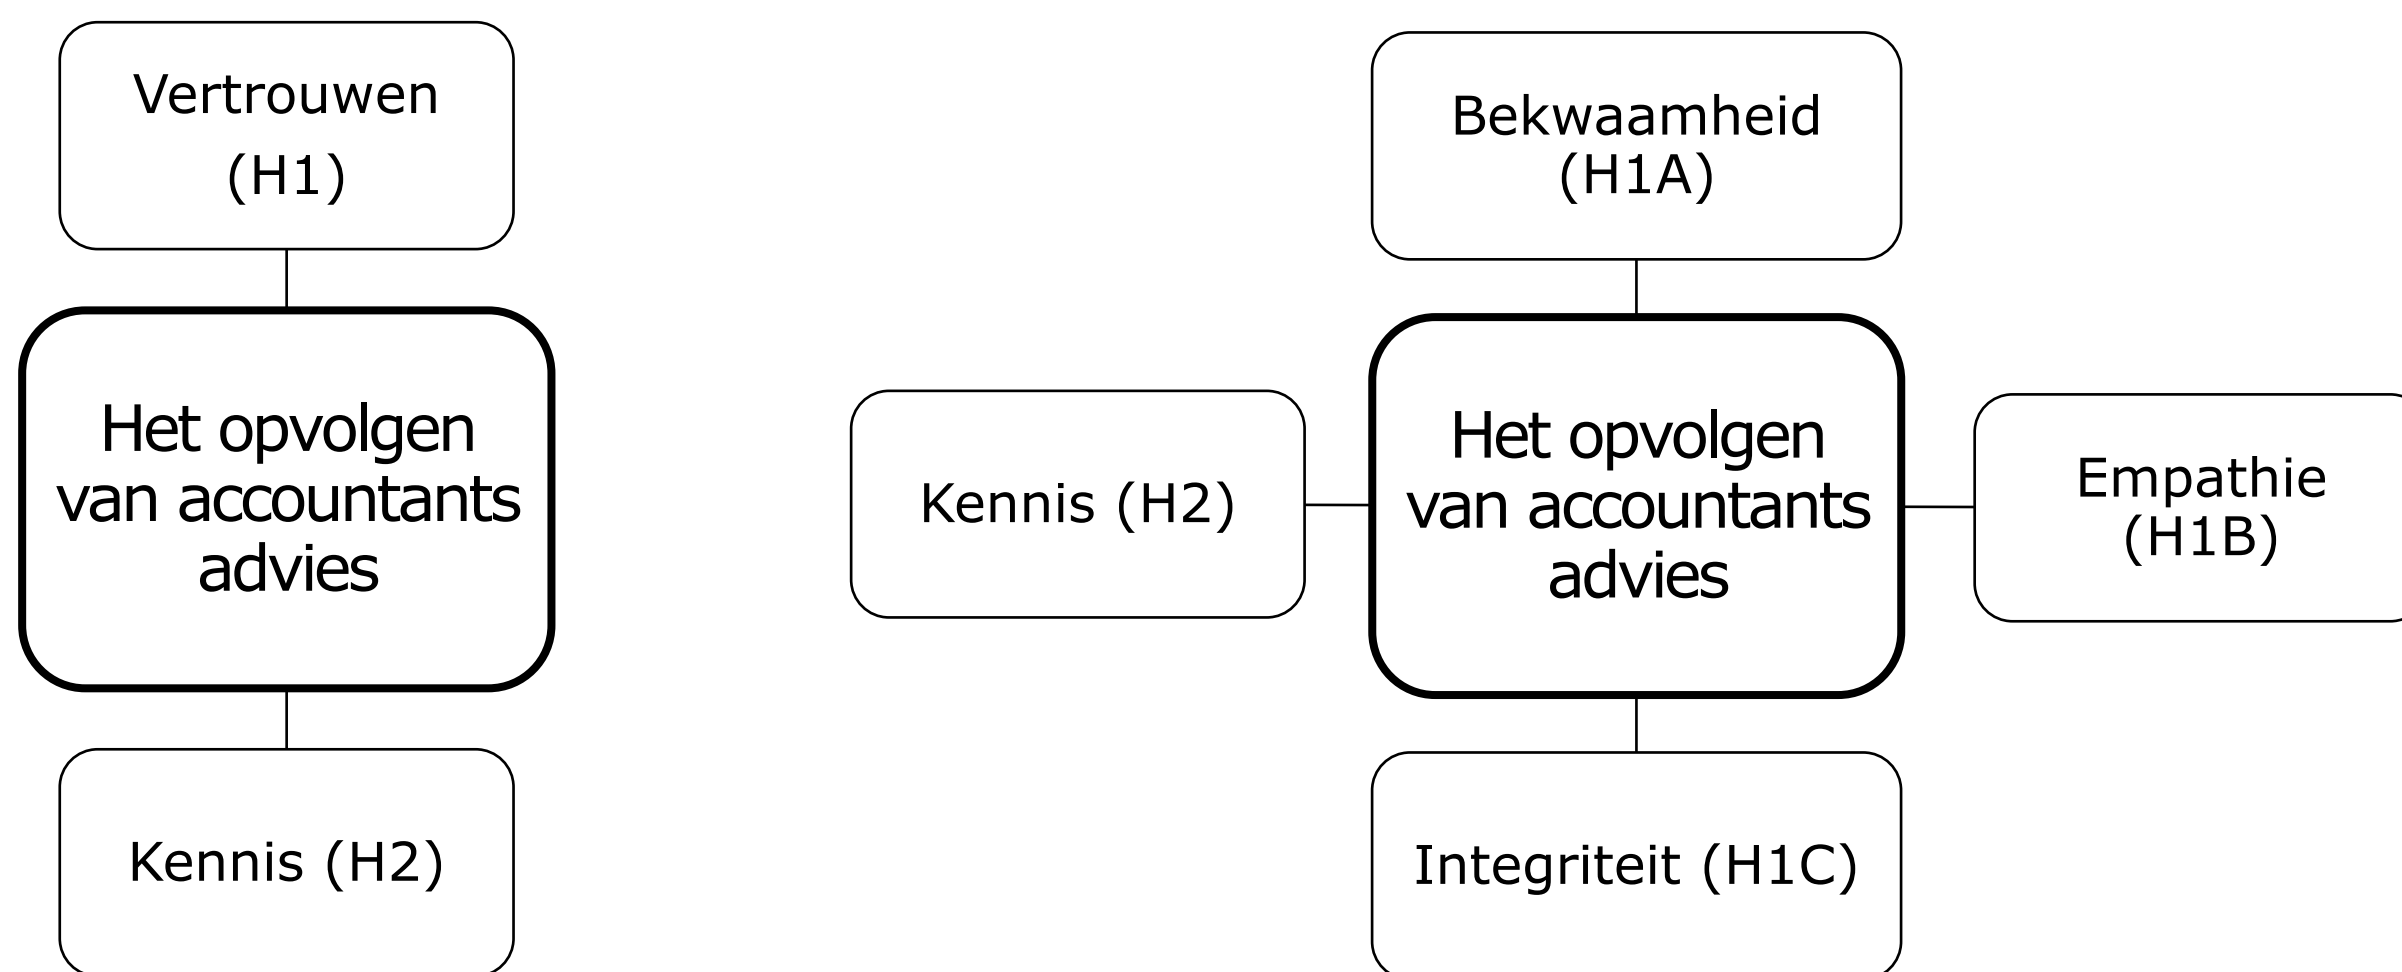 Vertrouwen
(H1)
Het opvolgen
van accountants
advies
Kennis (H2)
Bekwaamheid
(H1A)
Kennis (H2)
Het opvolgen
van accountants
advies
Empathie
(H1B)
Integriteit (H1C)